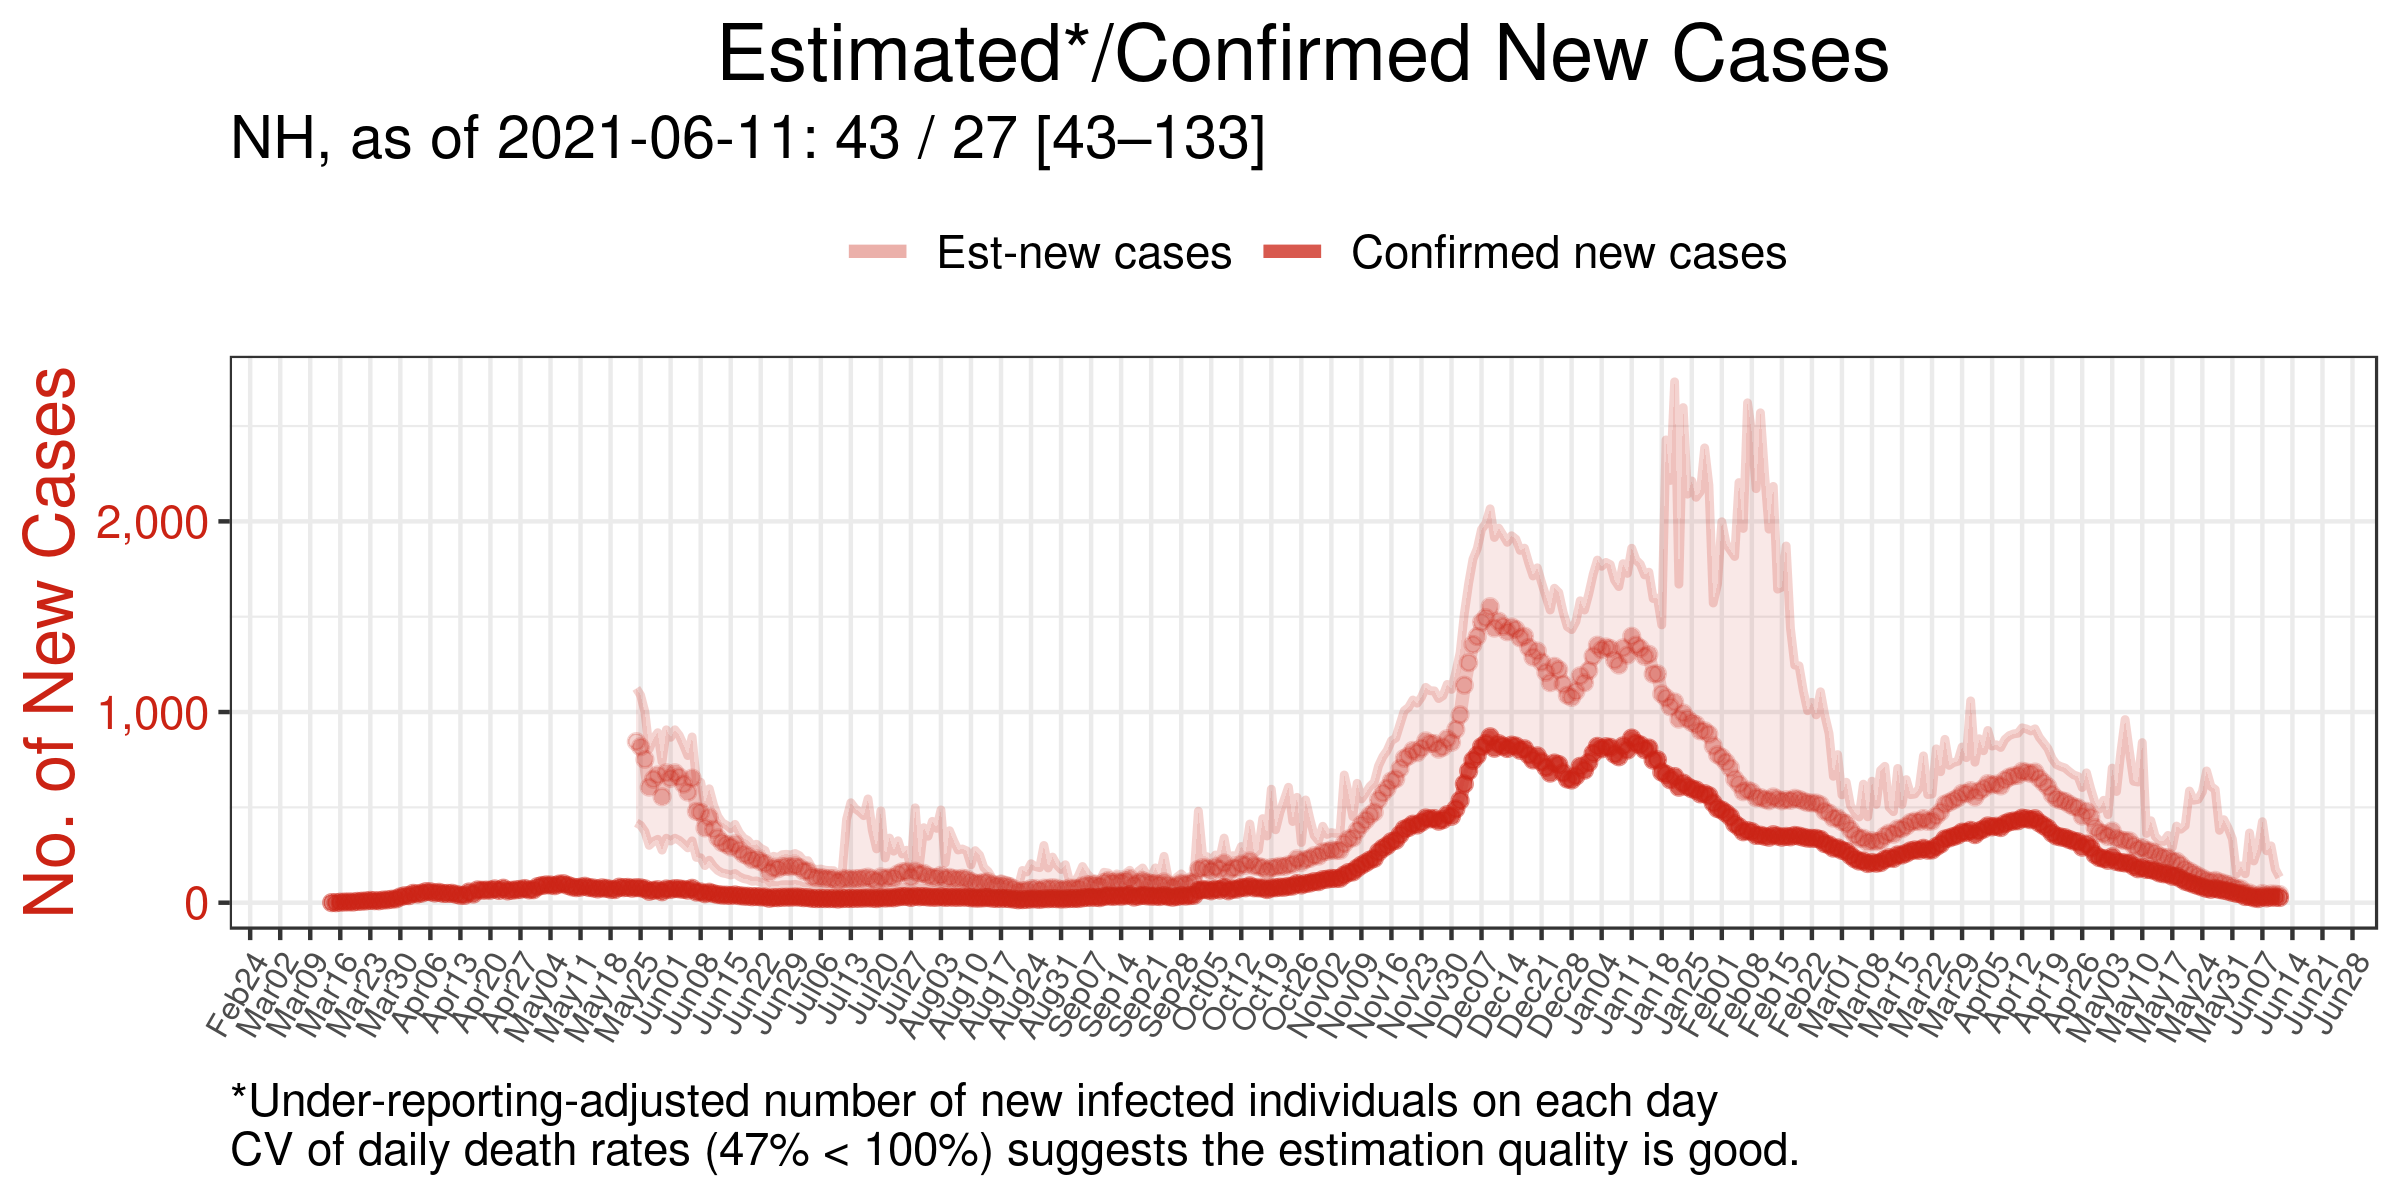 Estimated*/Confirmed New Cases
NH, as of 2021-06-11: 43 / 27 [43–133]
Est-new cases Confirmed new cases
No. of New Cases
2,000
1,000
0
Feb24 Mar02 Mar09 Mar16 Mar23 Mar30 Apr06 Apr13 Apr20 Apr27 May04 May11 May18 May25 Jun01 Jun08 Jun15 Jun22 Jun29 Jul06 Jul13 Jul20 Jul27 Aug03 Aug10 Aug17 Aug24 Aug31 Sep07 Sep14 Sep21 Sep28 Oct05 Oct12 Oct19 Oct26 Nov02 Nov09 Nov16 Nov23 Nov30 Dec07 Dec14 Dec21 Dec28 Jan04 Jan11 Jan18 Jan25 Feb01 Feb08 Feb15 Feb22 Mar01 Mar08 Mar15 Mar22 Mar29 Apr05 Apr12 Apr19 Apr26 May03 May10 May17 May24 May31 Jun07 Jun14 Jun21 Jun28
*Under-reporting-adjusted number of new infected individuals on each day
CV of daily death rates (47% < 100%) suggests the estimation quality is good.